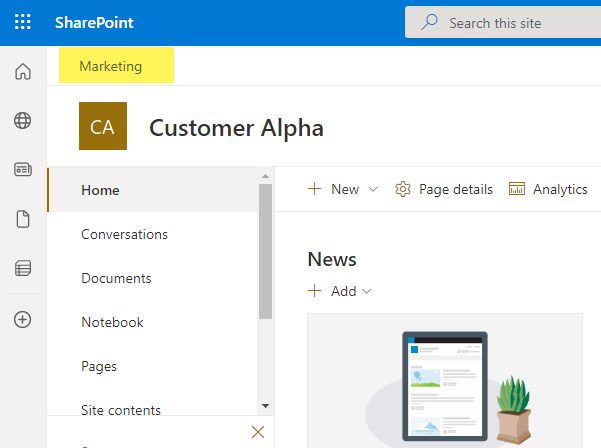 SharePoint
Search this site
Marketing
CA
Customer Alpha
Home
Conversations
Documents
Notebook
Pages
Site contents
New
Page details
Analytics
News
Add